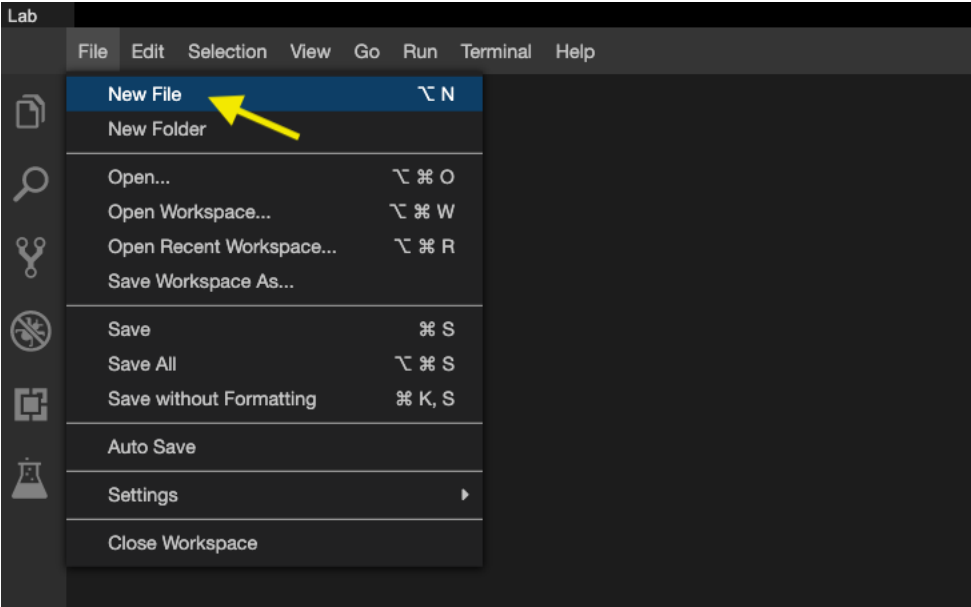 Lab
File Edit Selection View Go Run Terminal Help
New File ⌥ N
New Folder
Open... ⌥ ⌘ O
Open Workspace... ⌥ ⌘ W
Open Recent Workspace... ⌥ ⌘ R
Save Workspace As...
Save ⌘ S
Save All ⌥ ⌘ S
Save without Formatting ⌘ K, S
Auto Save
Settings
Close Workspace